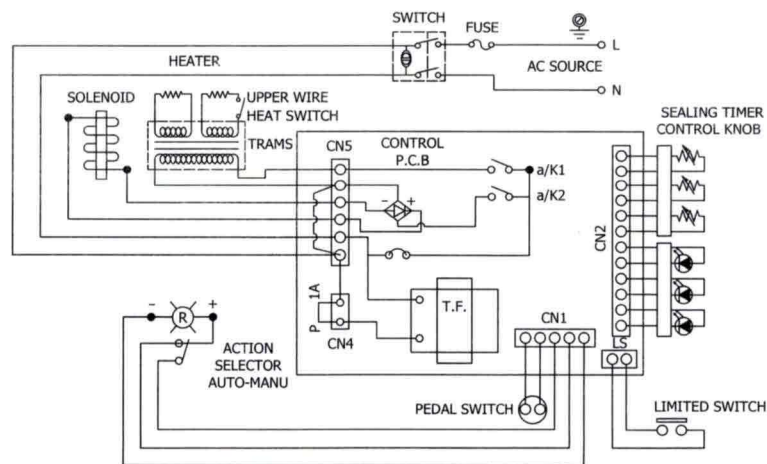 SWITCH
FUSE
L
HEATER
AC SOURCE
N
SOLENOID
UPPER WIRE
HEAT SWITCH
TRAMS
SEALING TIMER
CONTROL KNOB
CN5
CONTROL
P.C.B
a/K1
- +
a/K2
CN2
1A
P
T.F.
CN4
CN1
LS
- R +
ACTION
SELECTOR
AUTO-MANU
PEDAL SWITCH
LIMITED SWITCH